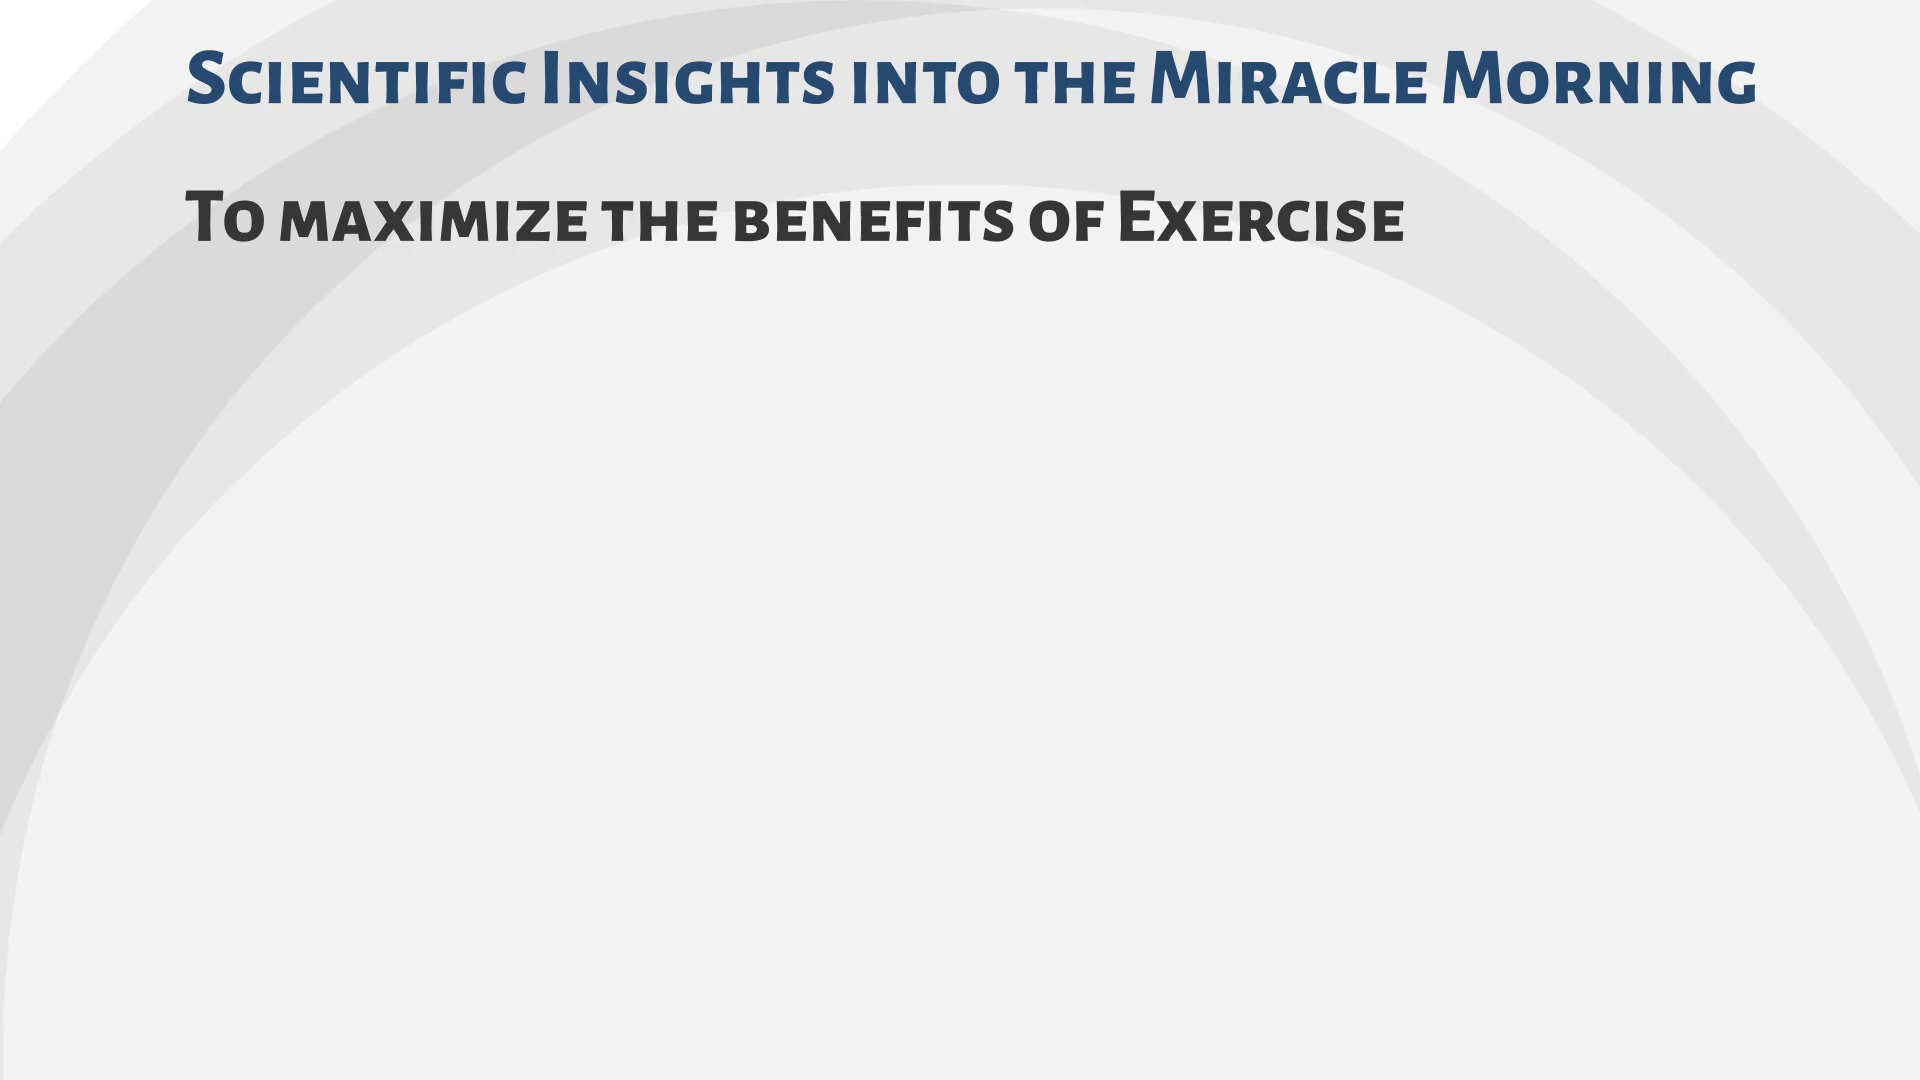 Scientific Insights into the Miracle Morning
To maximize the benefits of Exercise